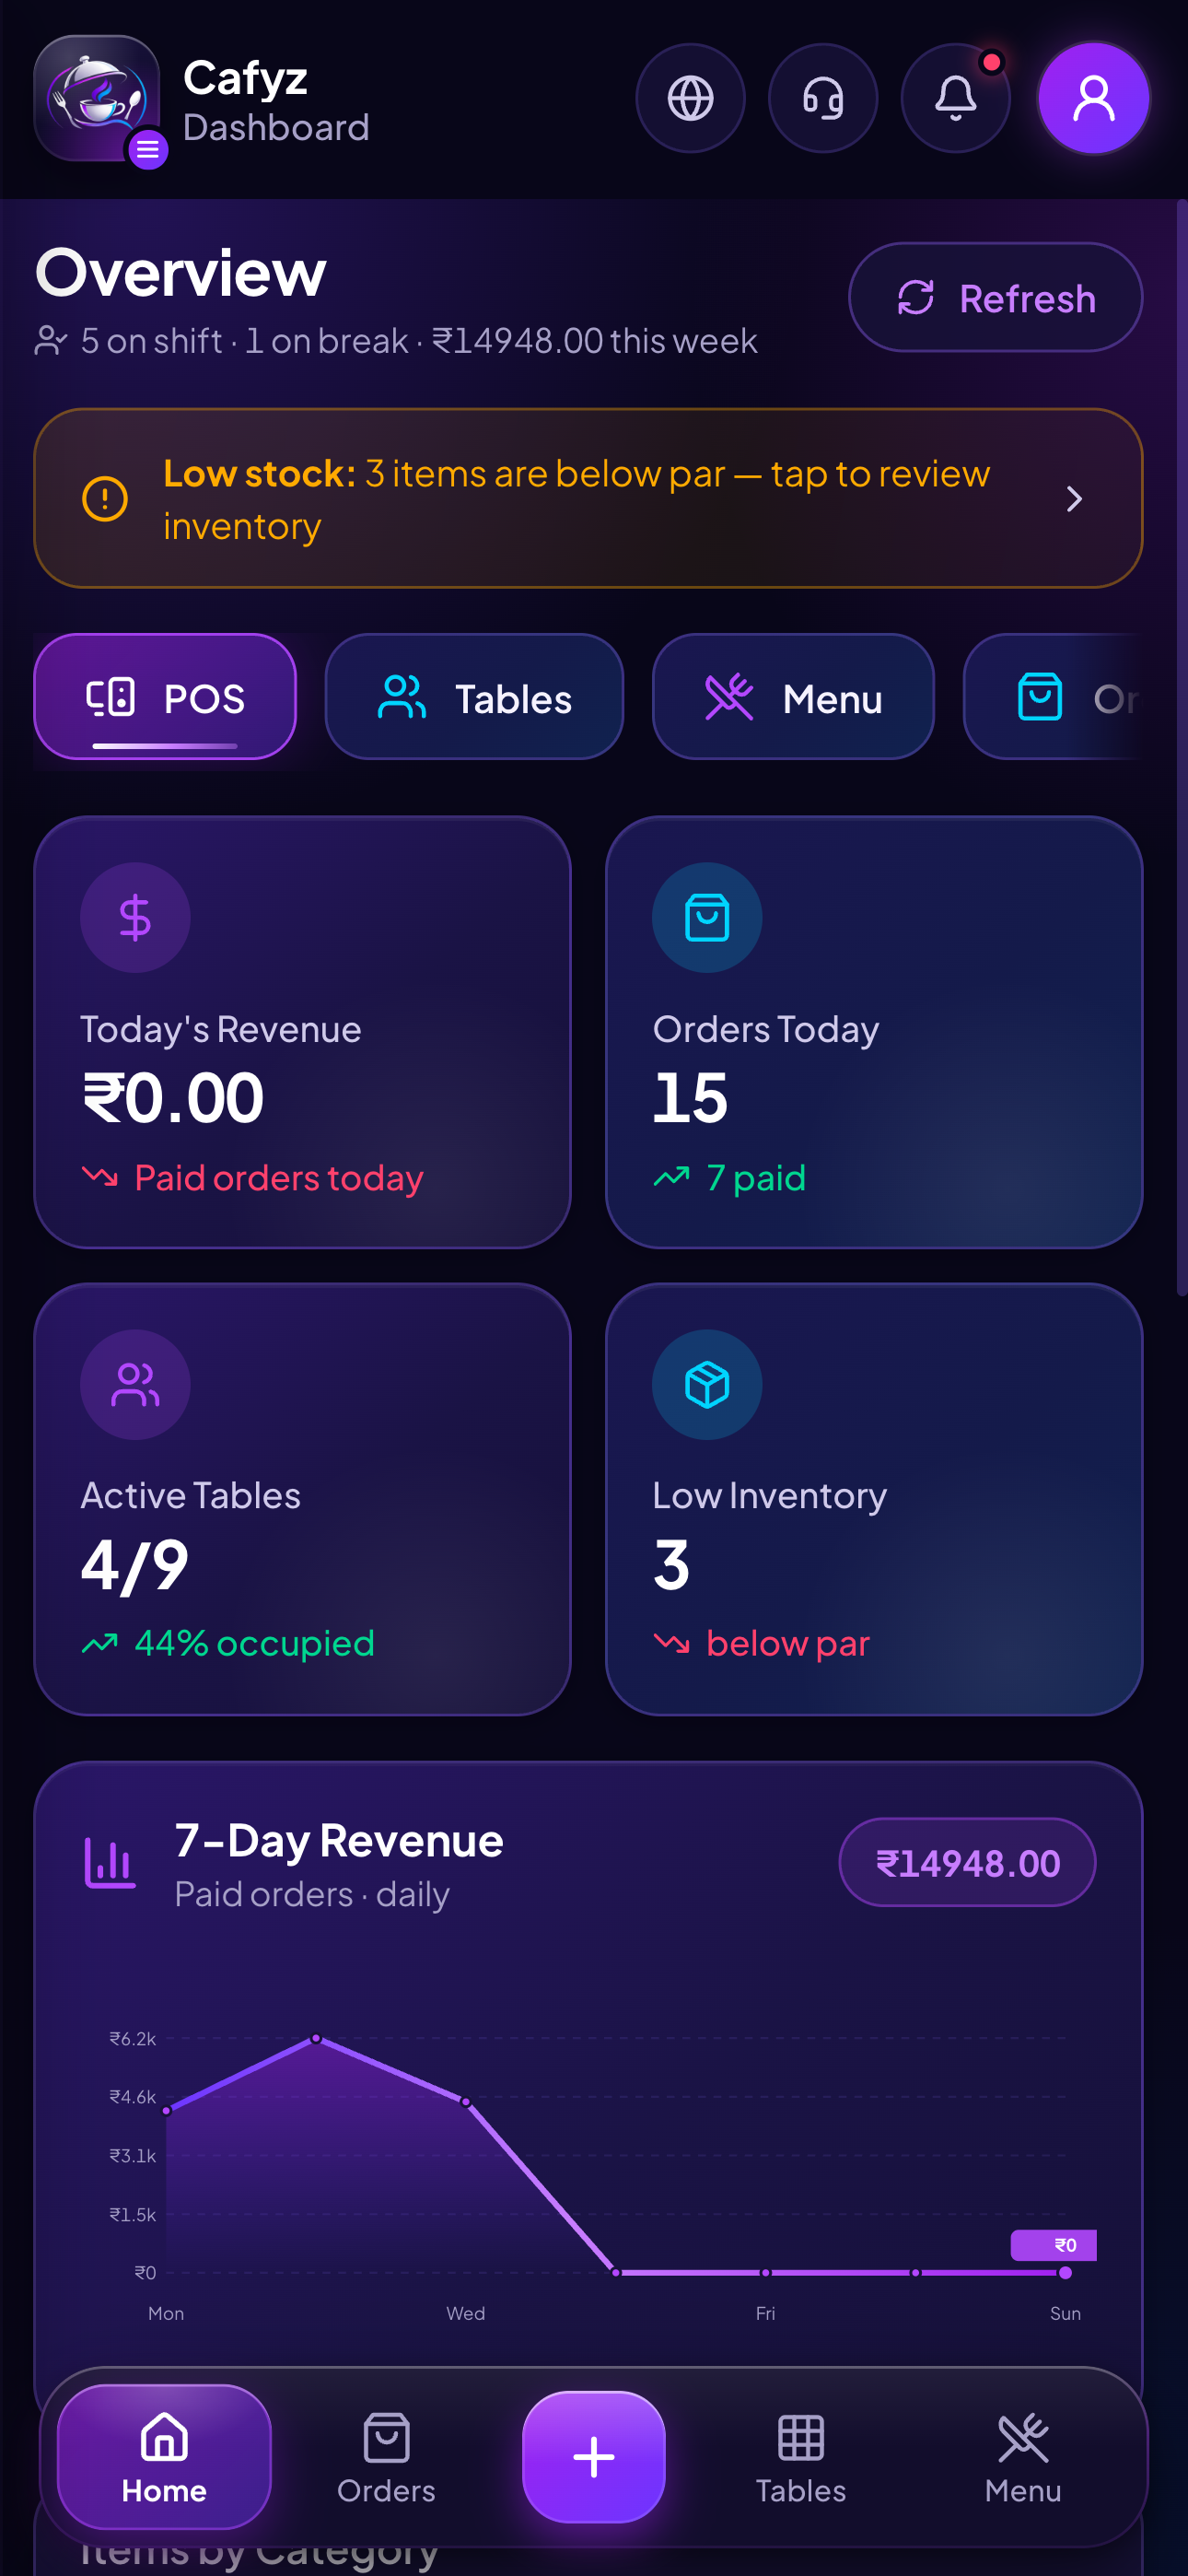 Cafyz
Dashboard
Overview
5 on shift · 1 on break · ₹14948.00 this week
Refresh
Low stock: 3 items are below par — tap to review
inventory
POS
Tables
Menu
Or
Today's Revenue
₹0.00
Paid orders today
Orders Today
15
7 paid
Active Tables
4/9
44% occupied
Low Inventory
3
below par
7-Day Revenue
Paid orders · daily
₹14948.00
₹6.2k
₹4.6k
₹3.1k
₹1.5k
₹0
₹0
Mon
Wed
Fri
Sun
Home
Orders
Tables
Menu
Items by Category